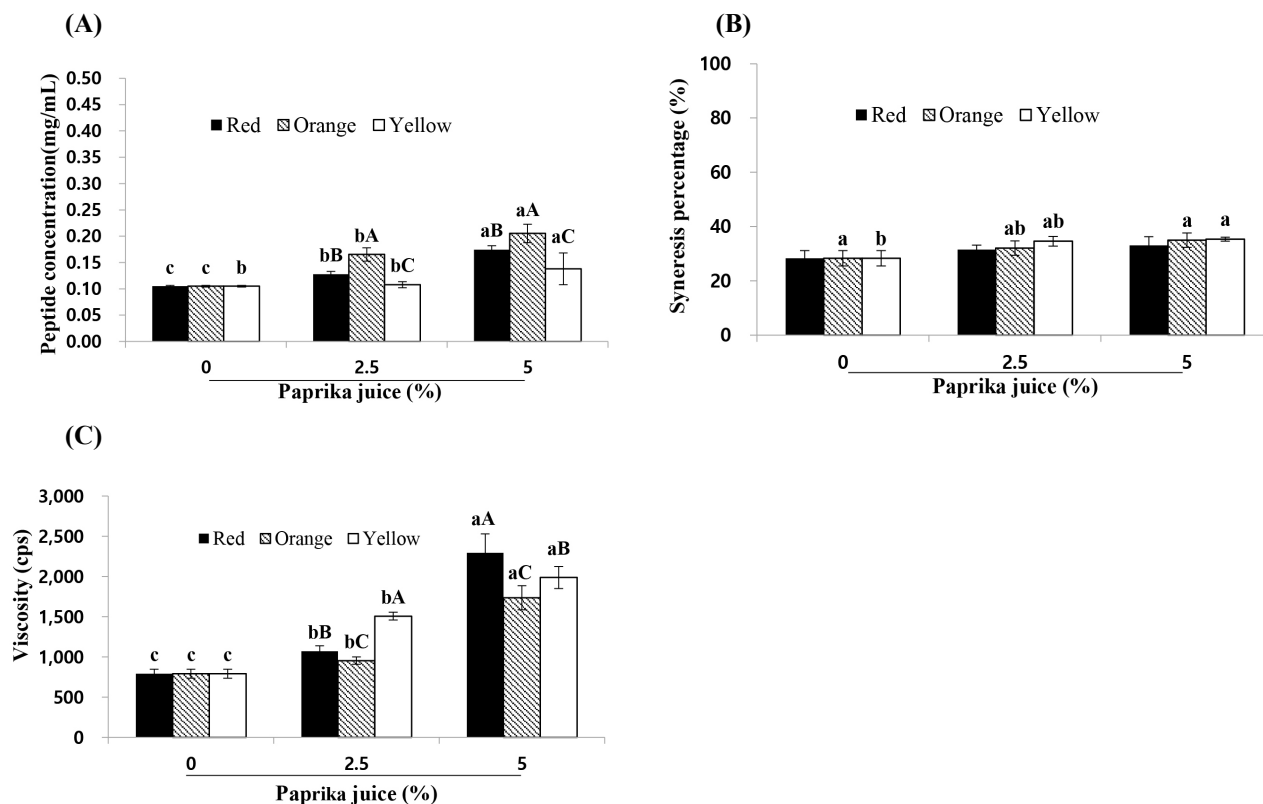 (A)
Peptide concentration(mg/mL)
0.50
0.45
0.40
0.35
0.30
0.25
0.20
0.15
0.10
0.05
0.00
Red Orange Yellow
c c b
bB bA bC
aB aA aC
0 2.5 5
Paprika juice (%)
(B)
Syneresis percentage (%)
100
80
60
40
20
0
Red Orange Yellow
a b
ab ab
a a
0 2.5 5
Paprika juice (%)
(C)
Viscosity (cps)
3,000
2,500
2,000
1,500
1,000
500
0
Red Orange Yellow
c c c
bB bC bA
aA aC aB
0 2.5 5
Paprika juice (%)